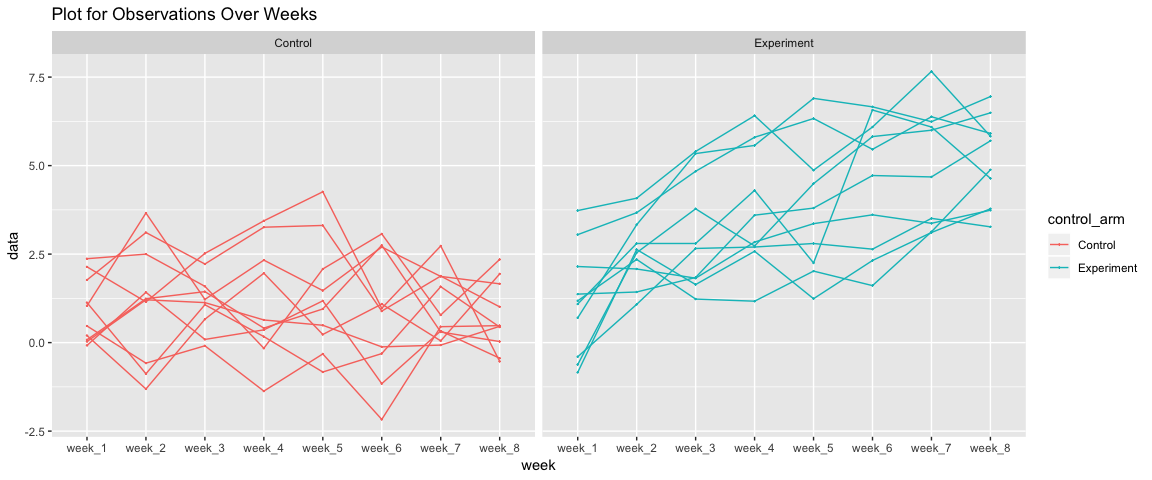 Plot for Observations Over Weeks
Control
Experiment
7.5
5.0
2.5
0.0
-2.5
data
week_1 week_2 week_3 week_4 week_5 week_6 week_7 week_8
week_1 week_2 week_3 week_4 week_5 week_6 week_7 week_8
week
control_arm
Control
Experiment